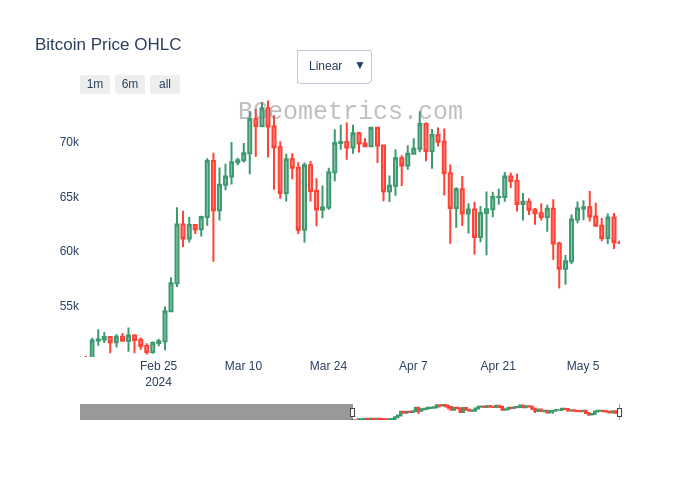 Bitcoin Price OHLC
Linear ▼
1m 6m all
BGeometrics.com
70k
65k
60k
55k
Feb 25 Mar 10 Mar 24 Apr 7 Apr 21 May 5
2024